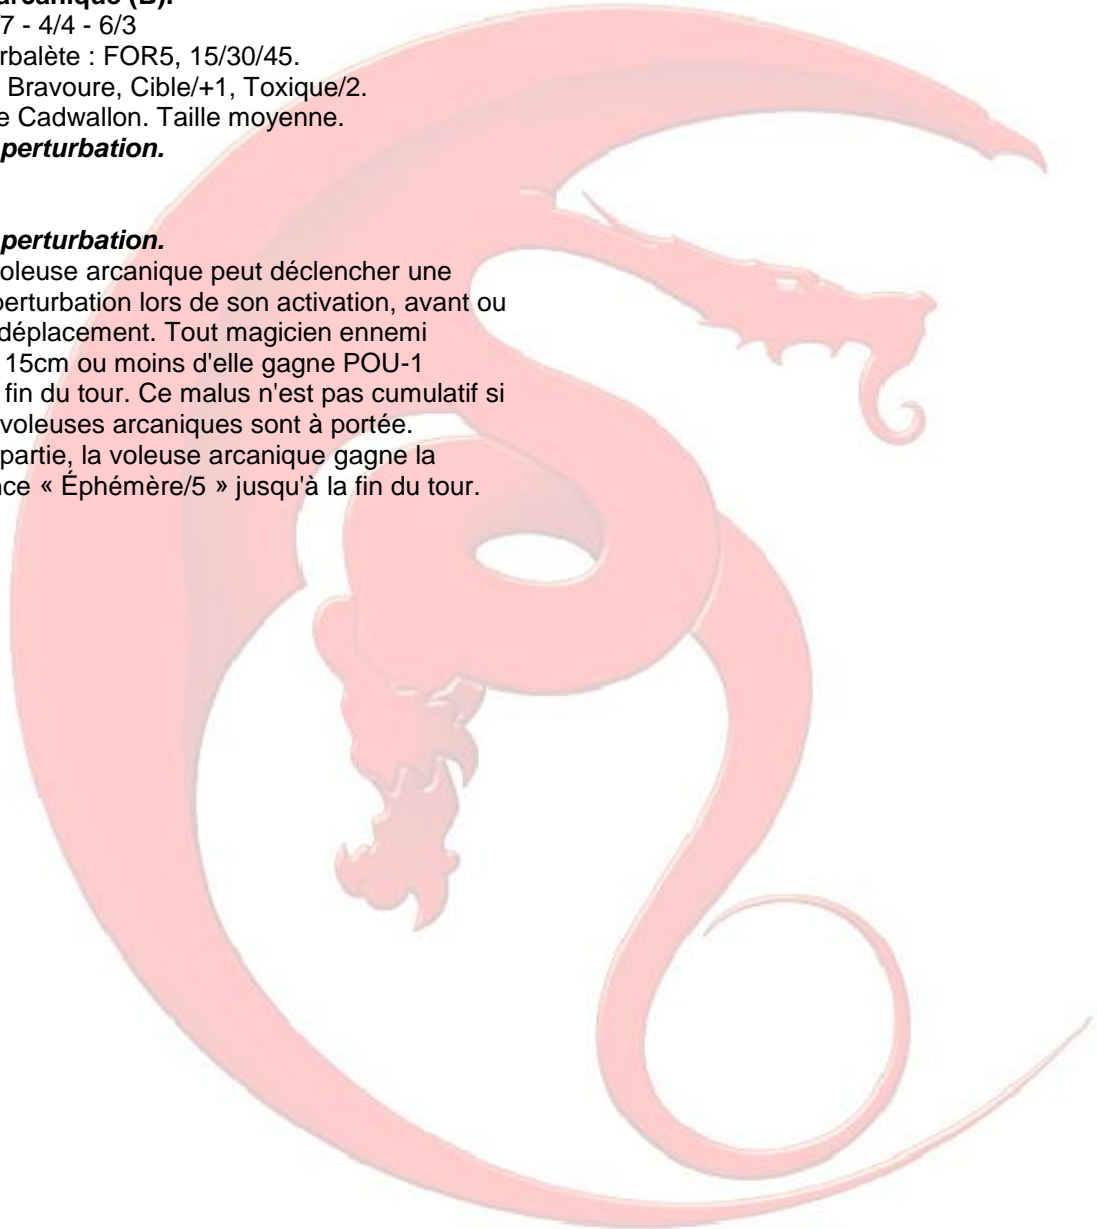 arcanique (B).
7 - 4/4 - 6/3
rbalète : FOR5, 15/30/45.
Bravoure, Cible/+1, Toxique/2.
e Cadwallon. Taille moyenne.
perturbation.
perturbation.
voleuse arcanique peut déclencher une
perturbation lors de son activation, avant ou
déplacement. Tout magicien ennemi
15cm ou moins d'elle gagne POU-1
fin du tour. Ce malus n'est pas cumulatif si
voleuses arcaniques sont à portée.
partie, la voleuse arcanique gagne la
nce « Éphémère/5 » jusqu'à la fin du tour.